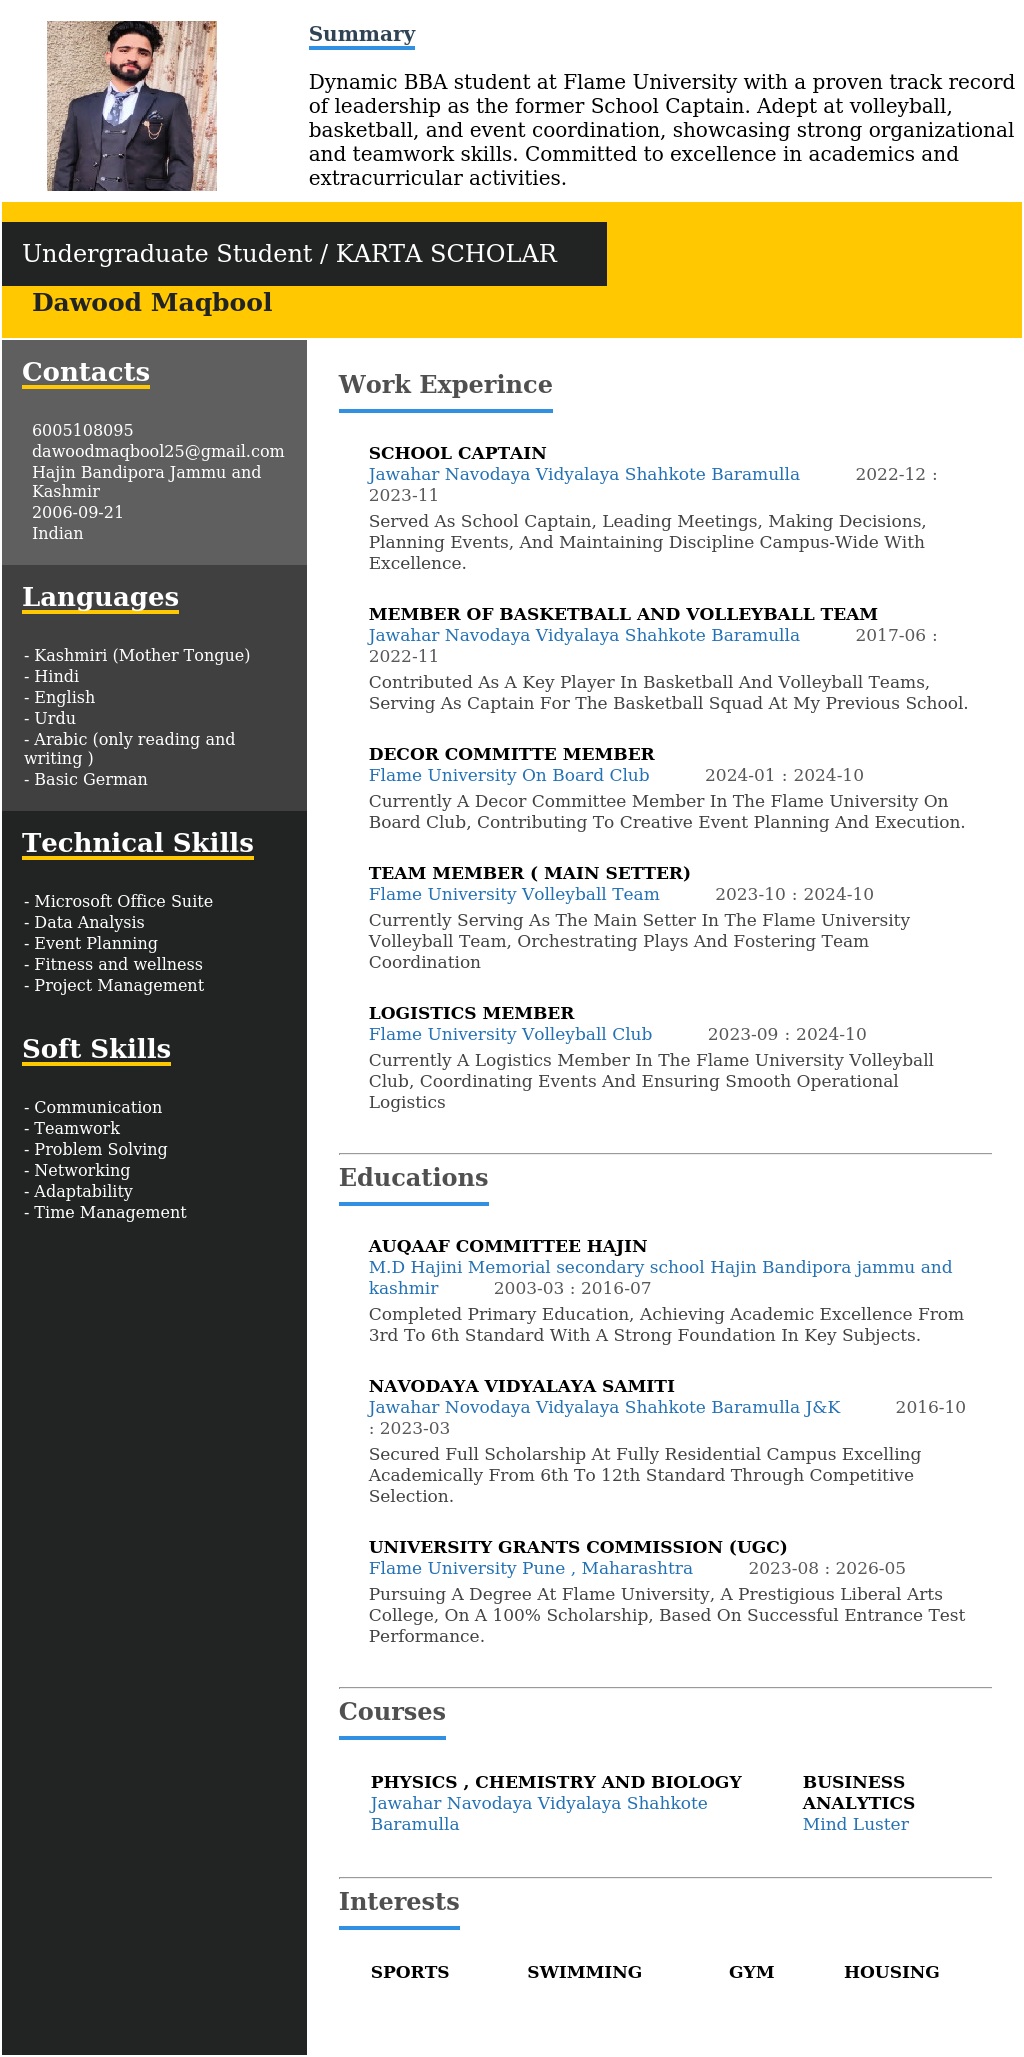 Summary
Dynamic BBA student at Flame University with a proven track record
of leadership as the former School Captain. Adept at volleyball,
basketball, and event coordination, showcasing strong organizational
and teamwork skills. Committed to excellence in academics and
extracurricular activities.
Undergraduate Student / KARTA SCHOLAR
Dawood Maqbool
Contacts
6005108095
dawoodmaqbool25@gmail.com
Hajin Bandipora Jammu and
Kashmir
2006-09-21
Indian
Languages
- Kashmiri (Mother Tongue)
- Hindi
- English
- Urdu
- Arabic (only reading and
writing )
- Basic German
Technical Skills
- Microsoft Office Suite
- Data Analysis
- Event Planning
- Fitness and wellness
- Project Management
Soft Skills
- Communication
- Teamwork
- Problem Solving
- Networking
- Adaptability
- Time Management
Work Experince
SCHOOL CAPTAIN
Jawahar Navodaya Vidyalaya Shahkote Baramulla 2022-12 :
2023-11
Served As School Captain, Leading Meetings, Making Decisions,
Planning Events, And Maintaining Discipline Campus-Wide With
Excellence.
MEMBER OF BASKETBALL AND VOLLEYBALL TEAM
Jawahar Navodaya Vidyalaya Shahkote Baramulla 2017-06 :
2022-11
Contributed As A Key Player In Basketball And Volleyball Teams,
Serving As Captain For The Basketball Squad At My Previous School.
DECOR COMMITTE MEMBER
Flame University On Board Club 2024-01 : 2024-10
Currently A Decor Committee Member In The Flame University On
Board Club, Contributing To Creative Event Planning And Execution.
TEAM MEMBER ( MAIN SETTER)
Flame University Volleyball Team 2023-10 : 2024-10
Currently Serving As The Main Setter In The Flame University
Volleyball Team, Orchestrating Plays And Fostering Team
Coordination
LOGISTICS MEMBER
Flame University Volleyball Club 2023-09 : 2024-10
Currently A Logistics Member In The Flame University Volleyball
Club, Coordinating Events And Ensuring Smooth Operational
Logistics
Educations
AUQAAF COMMITTEE HAJIN
M.D Hajini Memorial secondary school Hajin Bandipora jammu and
kashmir 2003-03 : 2016-07
Completed Primary Education, Achieving Academic Excellence From
3rd To 6th Standard With A Strong Foundation In Key Subjects.
NAVODAYA VIDYALAYA SAMITI
Jawahar Novodaya Vidyalaya Shahkote Baramulla J&K 2016-10
: 2023-03
Secured Full Scholarship At Fully Residential Campus Excelling
Academically From 6th To 12th Standard Through Competitive
Selection.
UNIVERSITY GRANTS COMMISSION (UGC)
Flame University Pune , Maharashtra 2023-08 : 2026-05
Pursuing A Degree At Flame University, A Prestigious Liberal Arts
College, On A 100% Scholarship, Based On Successful Entrance Test
Performance.
Courses
PHYSICS , CHEMISTRY AND BIOLOGY
Jawahar Navodaya Vidyalaya Shahkote
Baramulla
BUSINESS
ANALYTICS
Mind Luster
Interests
SPORTS SWIMMING GYM HOUSING